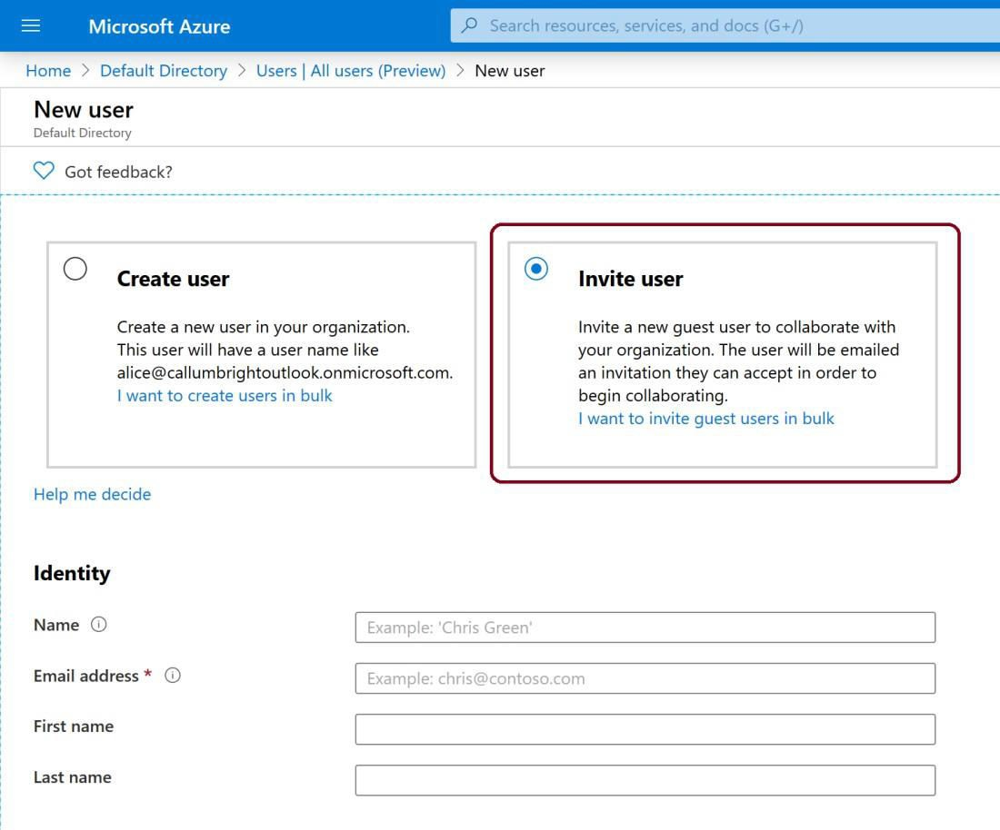 Microsoft Azure
Search resources, services, and docs (G+/)
Home > Default Directory > Users | All users (Preview) > New user
New user
Default Directory
Got feedback?
Create user
Create a new user in your organization.
This user will have a user name like
alice@callumbrightoutlook.onmicrosoft.com.
I want to create users in bulk
Invite user
Invite a new guest user to collaborate with
your organization. The user will be emailed
an invitation they can accept in order to
begin collaborating.
I want to invite guest users in bulk
Help me decide
Identity
Name
Example: 'Chris Green'
Email address *
Example: chris@contoso.com
First name
Last name